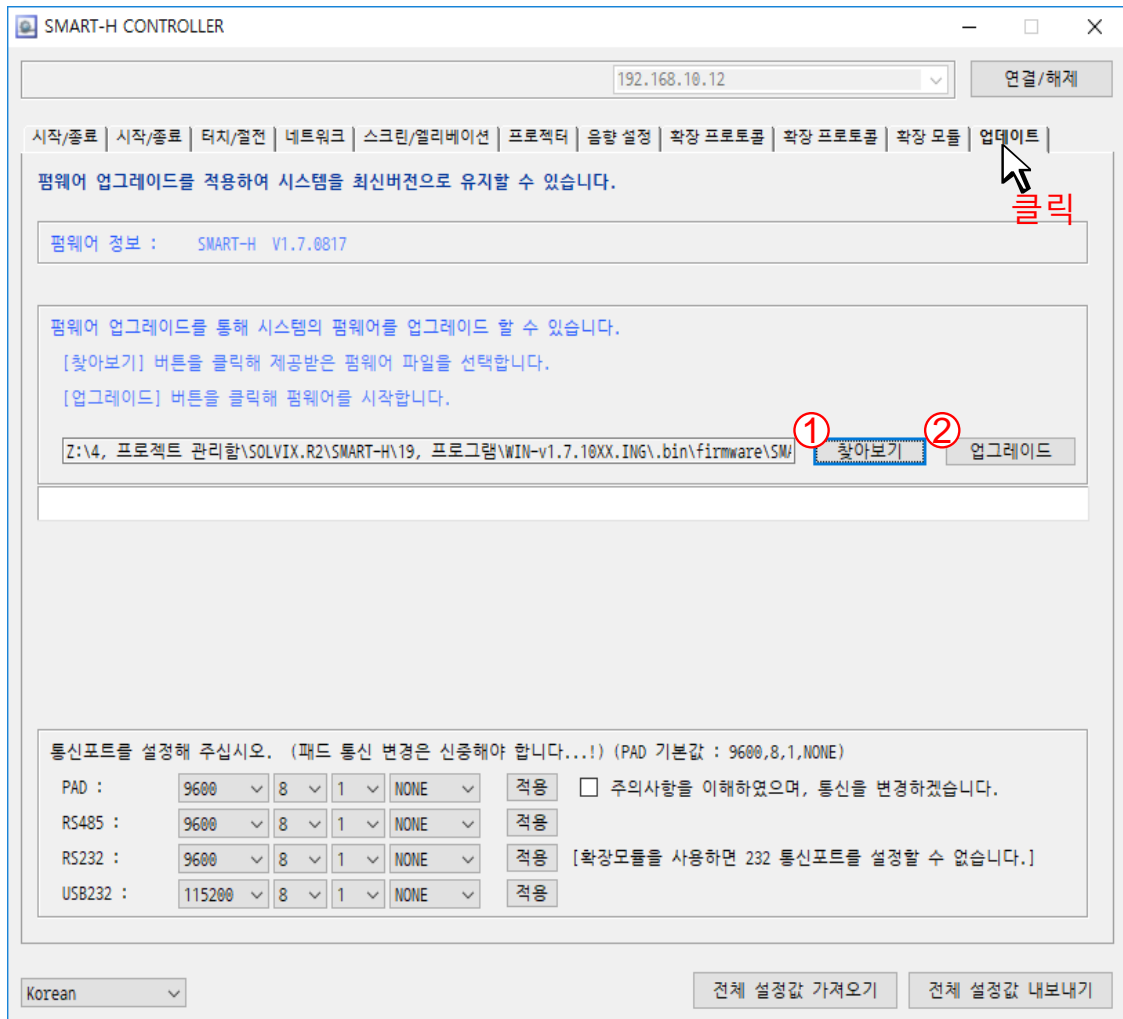 SMART-H CONTROLLER
192.168.10.12 연결/해제
시작/종료 시작/종료 터치/절전 네트워크 스크린/엘리베이션 프로젝터 음향 설정 확장 프로토콜 확장 프로토콜 확장 모듈 업데이트
펌웨어 업그레이드를 적용하여 시스템을 최신버전으로 유지할 수 있습니다.
클릭
펌웨어 정보 : SMART-H V1.7.0817
펌웨어 업그레이드를 통해 시스템의 펌웨어를 업그레이드 할 수 있습니다.
[찾아보기] 버튼을 클릭해 제공받은 펌웨어 파일을 선택합니다.
[업그레이드] 버튼을 클릭해 펌웨어를 시작합니다.
① ②
Z:\4, 프로젝트 관리함\SOLVIX.R2\SMART-H\19, 프로그램\WIN-v1.7.10XX.ING\.bin\firmware\SM 찾아보기 업그레이드
통신포트를 설정해 주십시오. (패드 통신 변경은 신중해야 합니다...!) (PAD 기본값 : 9600,8,1,NONE)
PAD : 9600 8 1 NONE 적용 주의사항을 이해하였으며, 통신을 변경하겠습니다.
RS485 : 9600 8 1 NONE 적용
RS232 : 9600 8 1 NONE 적용 [확장모듈을 사용하면 232 통신포트를 설정할 수 없습니다.]
USB232 : 115200 8 1 NONE 적용
Korean 전체 설정값 가져오기 전체 설정값 내보내기